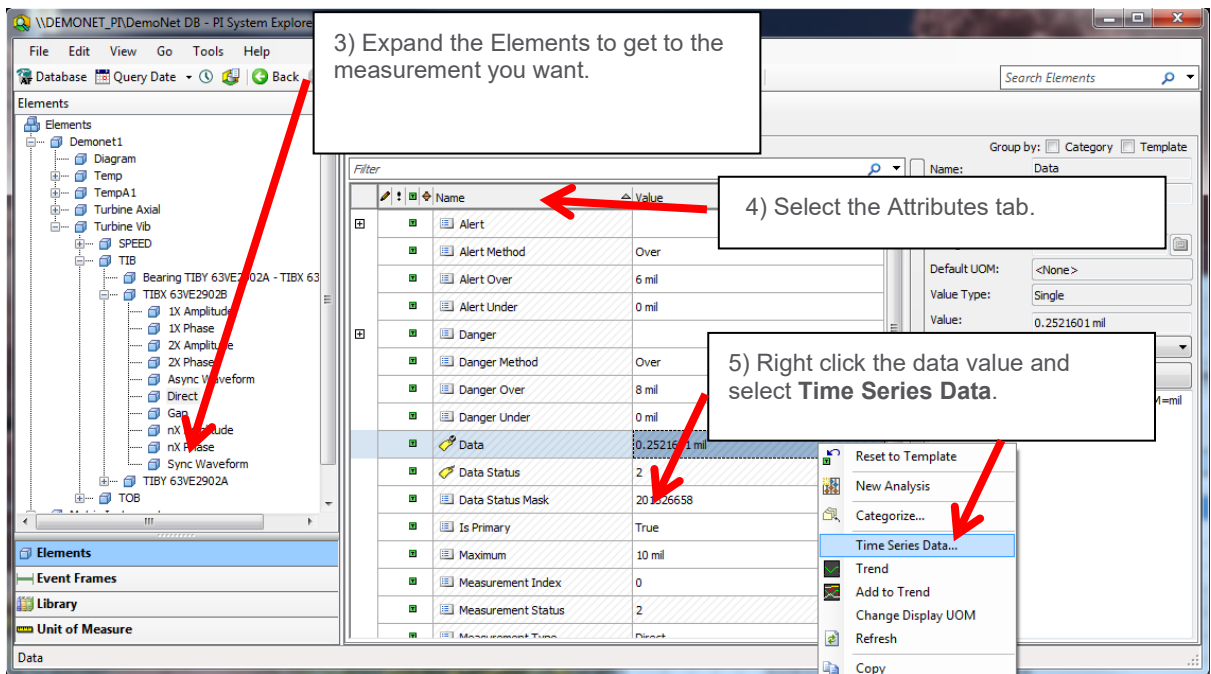 \\DEMONET_PI\DemoNet DB - PI System Explore
File Edit View Go Tools Help
Database Query Date Back
Search Elements
3) Expand the Elements to get to the
measurement you want.
Elements
Elements
Demonet1
Diagram
Temp
TempA1
Turbine Axial
Turbine Vib
SPEED
TIB
Bearing TIBY 63VE2902A - TIBX 63
TIBX 63VE2902B
1X Amplitude
1X Phase
2X Amplitude
2X Phase
Async Waveform
Direct
Gap
nX Amplitude
nX Phase
Sync Waveform
TIBY 63VE2902A
TOB
Elements
Event Frames
Library
Unit of Measure
Data
Group by: Category Template
Filter
Name Value
Alert
Alert Method Over
Alert Over 6 mil
Alert Under 0 mil
Danger
Danger Method Over
Danger Over 8 mil
Danger Under 0 mil
Data 0.2521601 mil
Data Status 2
Data Status Mask 201326658
Is Primary True
Maximum 10 mil
Measurement Index 0
Measurement Status 2
Measurement Type Direct
Name: Data
4) Select the Attributes tab.
Default UOM: <None>
Value Type: Single
Value: 0.2521601 mil
M=mil
5) Right click the data value and
select Time Series Data.
Reset to Template
New Analysis
Categorize...
Time Series Data...
Trend
Add to Trend
Change Display UOM
Refresh
Copy